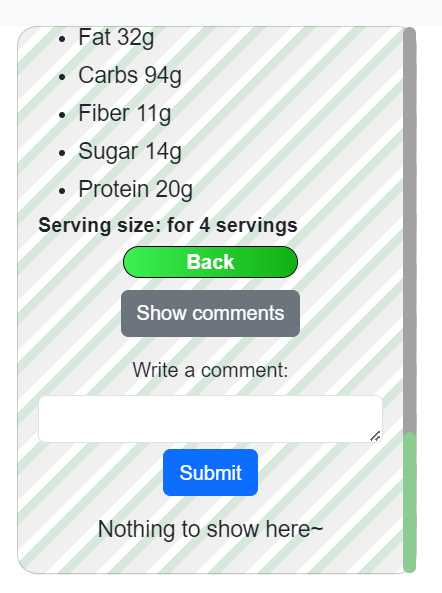 Fat 32g
Carbs 94g
Fiber 11g
Sugar 14g
Protein 20g
Serving size: for 4 servings
Back
Show comments
Write a comment:
Submit
Nothing to show here~